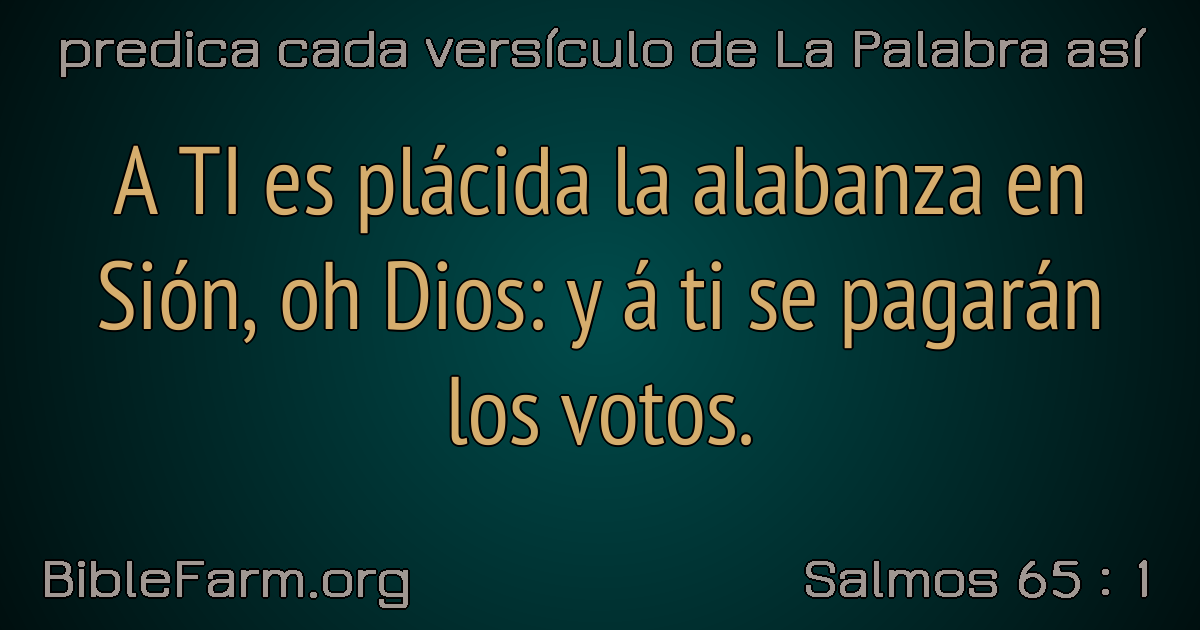 predica cada versículo de La Palabra así
A TI es plácida la alabanza en
Sión, oh Dios: y á ti se pagarán
los votos.
BibleFarm.org
Salmos 65 : 1